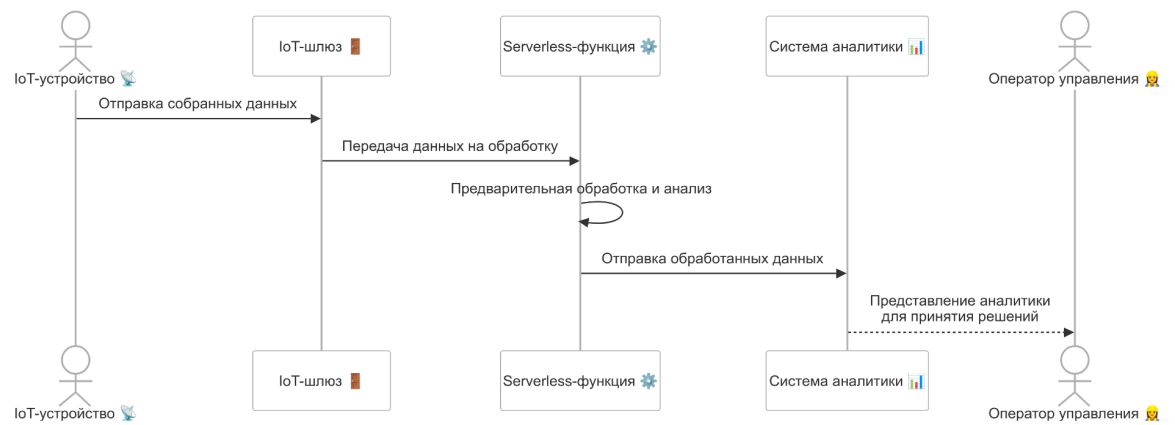 IoT-устройство 📡
IoT-шлюз 🚪
Serverless-функция ⚙️
Система аналитики 📊
Оператор управления 👷‍♀️
Отправка собранных данных
Передача данных на обработку
Предварительная обработка и анализ
Отправка обработанных данных
Представление аналитики
для принятия решений
IoT-устройство 📡
IoT-шлюз 🚪
Serverless-функция ⚙️
Система аналитики 📊
Оператор управления 👷‍♀️